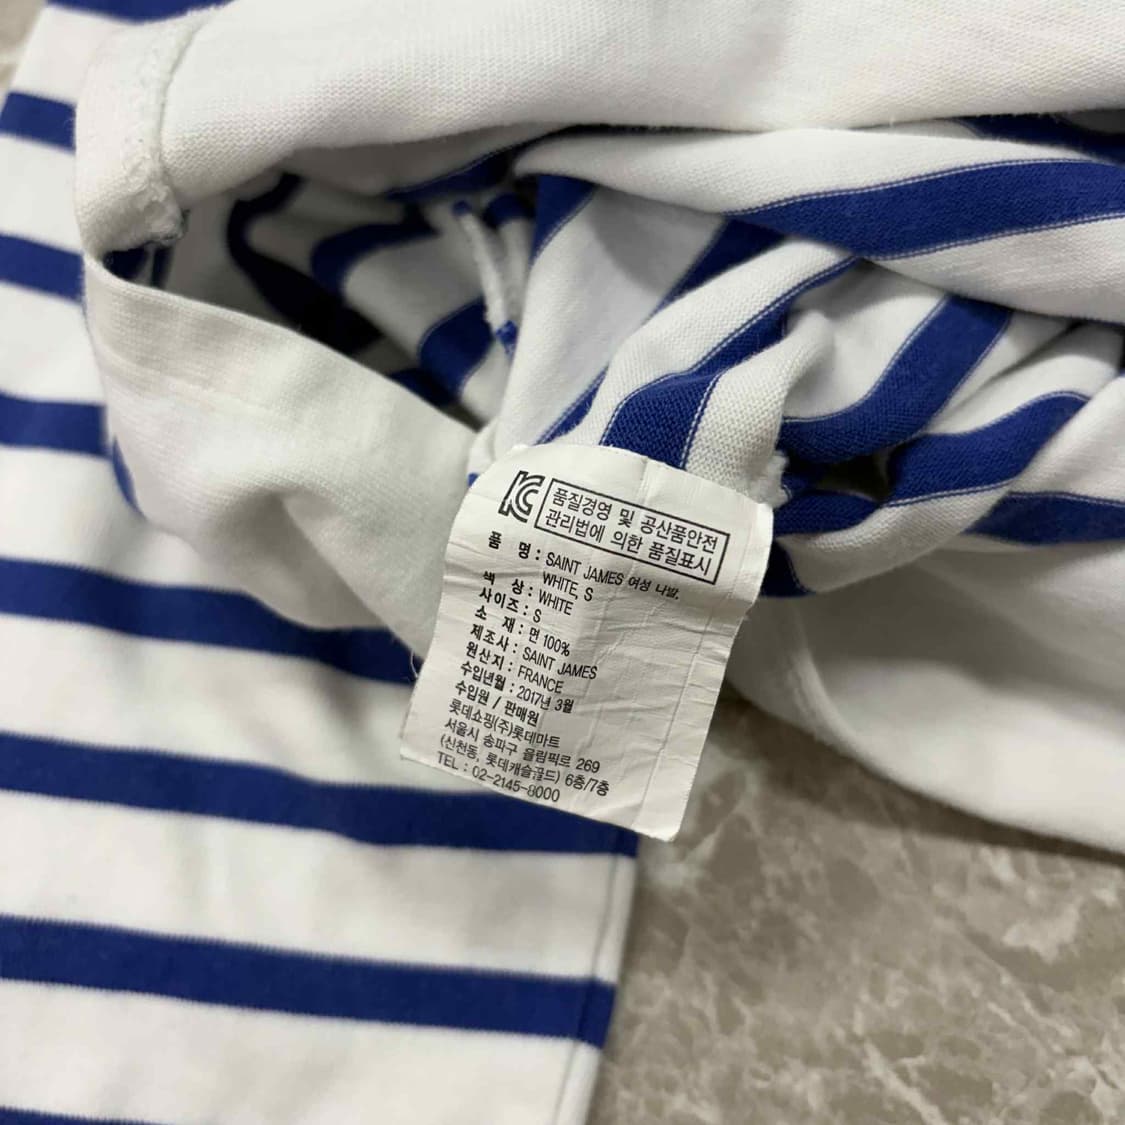 KC
품질경영 및 공산품안전
관리법에 의한 품질표시
품 명 : SAINT JAMES 여성 나발,
WHITE, S
색 상 : WHITE
사이즈 : S
소 재 : 면 100%
제조사 : SAINT JAMES
원산지 : FRANCE
수입년월 : 2017년 3월
수입원 / 판매원
롯데쇼핑(주)롯데마트
서울시 송파구 올림픽로 269
(신천동, 롯데캐슬골드) 6층/7층
TEL : 02-2145-8000